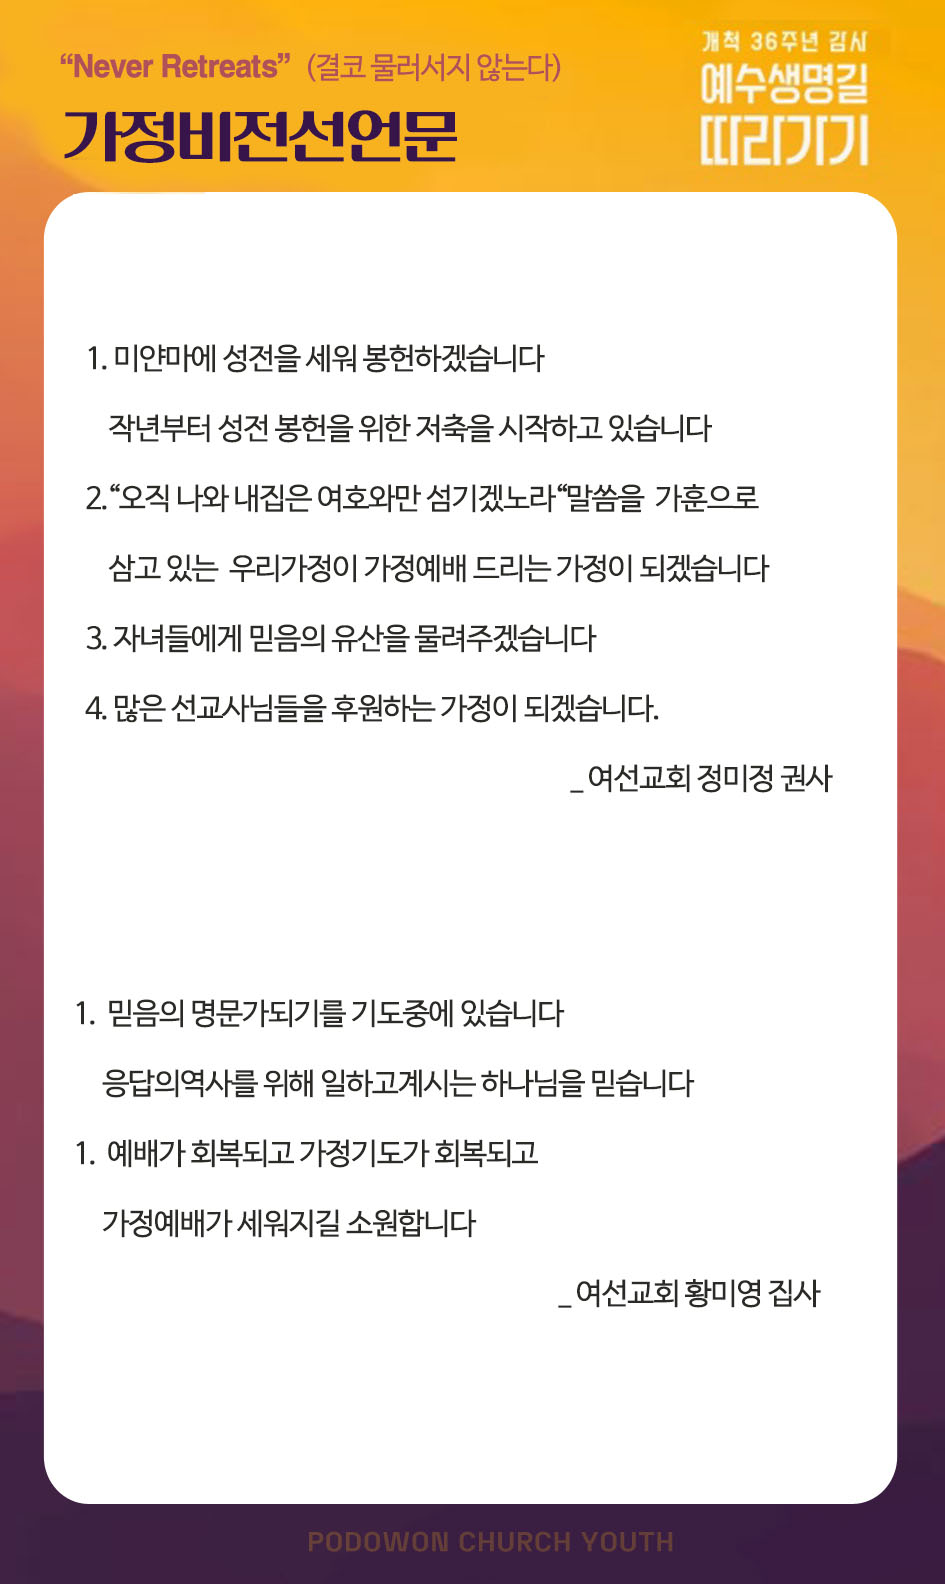 “Never Retreats” (결코 물러서지 않는다)
가정비전선언문
개척 36주년 감사
예수생명길
따라가기
1. 미얀마에 성전을 세워 봉헌하겠습니다
작년부터 성전 봉헌을 위한 저축을 시작하고 있습니다
2.“오직 나와 내집은 여호와만 섬기겠노라“말씀을 가훈으로
삼고 있는 우리가정이 가정예배 드리는 가정이 되겠습니다
3. 자녀들에게 믿음의 유산을 물려주겠습니다
4. 많은 선교사님들을 후원하는 가정이 되겠습니다.
_ 여선교회 정미정 권사
1. 믿음의 명문가되기를 기도중에 있습니다
응답의역사를 위해 일하고계시는 하나님을 믿습니다
1. 예배가 회복되고 가정기도가 회복되고
가정예배가 세워지길 소원합니다
_ 여선교회 황미영 집사
PODOWON CHURCH YOUTH